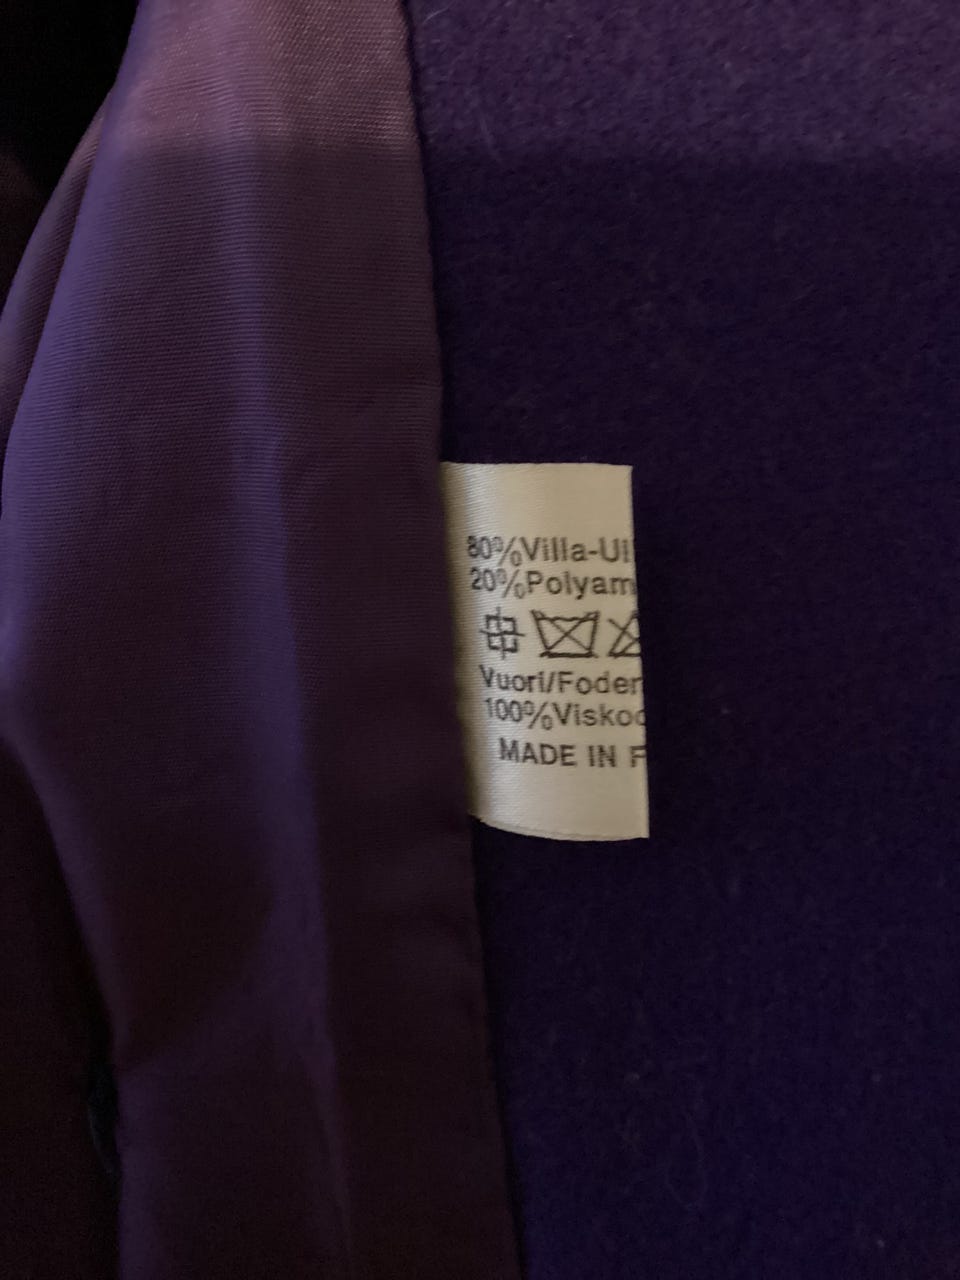 80%Villa-Ul
20%Polyam
Vuori/Foder
100%Viskoo
MADE IN F